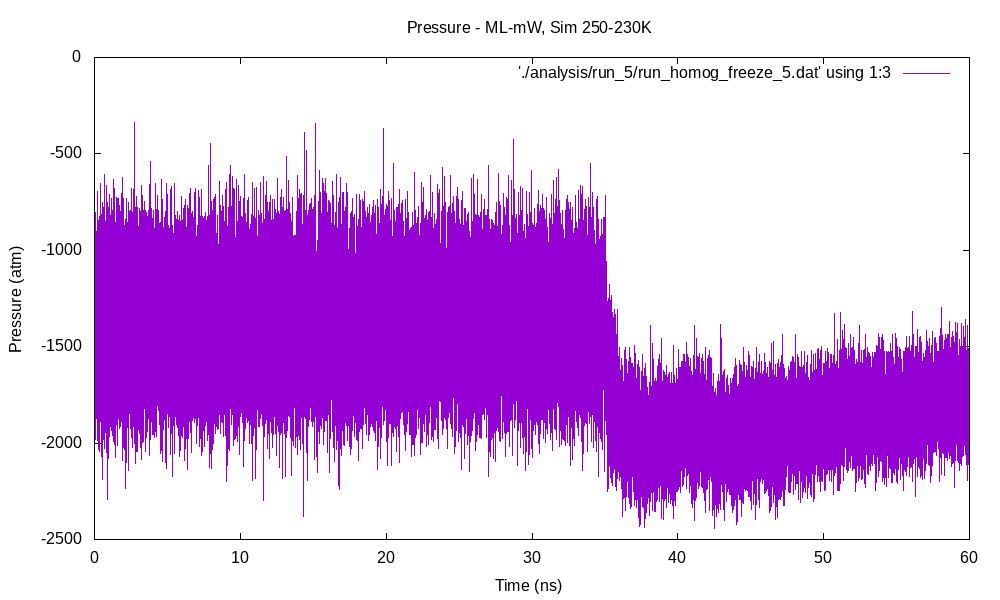 Pressure - ML-mW, Sim 250-230K
'./analysis/run_5/run_homog_freeze_5.dat' using 1:3
0
-500
-1000
-1500
-2000
-2500
Pressure (atm)
0 10 20 30 40 50 60
Time (ns)